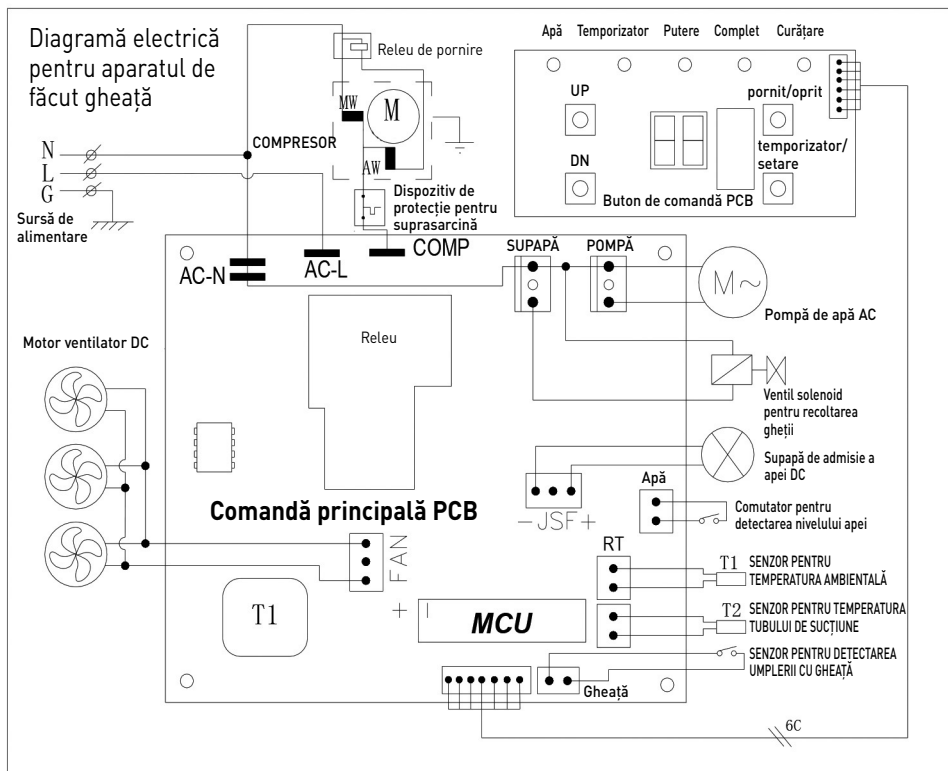 Diagramă electrică
pentru aparatul de
făcut gheață
Releu de pornire
MW
M
AW
COMPRESOR
N
L
G
Sursă de
alimentare
Dispozitiv de
protecție pentru
suprasarcină
Apă
Temporizator
Putere
Complet
Curățare
UP
DN
pornit/oprit
temporizator/
setare
Buton de comandă PCB
AC-N
AC-L
COMP
SUPAPĂ
POMPĂ
M~
Pompă de apă AC
Releu
Motor ventilator DC
Ventil solenoid
pentru recoltarea
gheții
Supapă de admisie a
apei DC
Comandă principală PCB
-JSF+
Apă
Comutator pentru
detectarea nivelului apei
FAN
+
T1
MCU
RT
T1 SENZOR PENTRU
TEMPERATURA AMBIENTALĂ
T2 SENZOR PENTRU TEMPERATURA
TUBULUI DE SUCȚIUNE
SENZOR PENTRU DETECTAREA
UMPLERII CU GHEAȚĂ
Gheață
6C